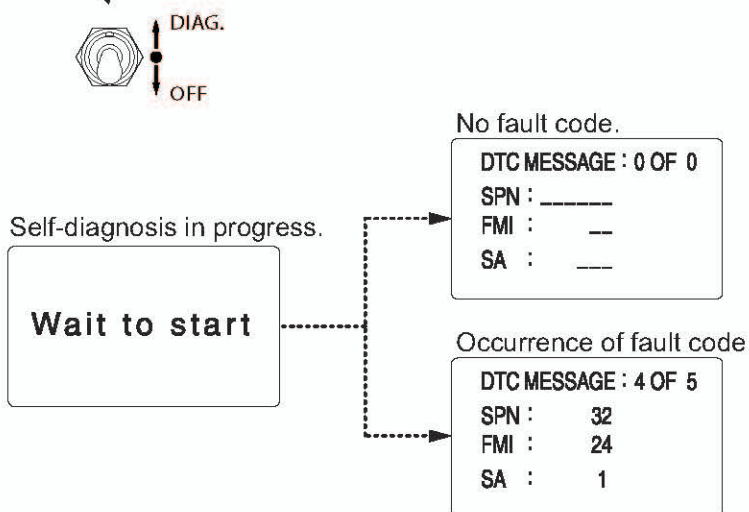 DIAG.
OFF
No fault code.
DTC MESSAGE : 0 OF 0
SPN : ______
FMI : __
SA : ___
Self-diagnosis in progress.
Wait to start
Occurrence of fault code
DTC MESSAGE : 4 OF 5
SPN : 32
FMI : 24
SA : 1